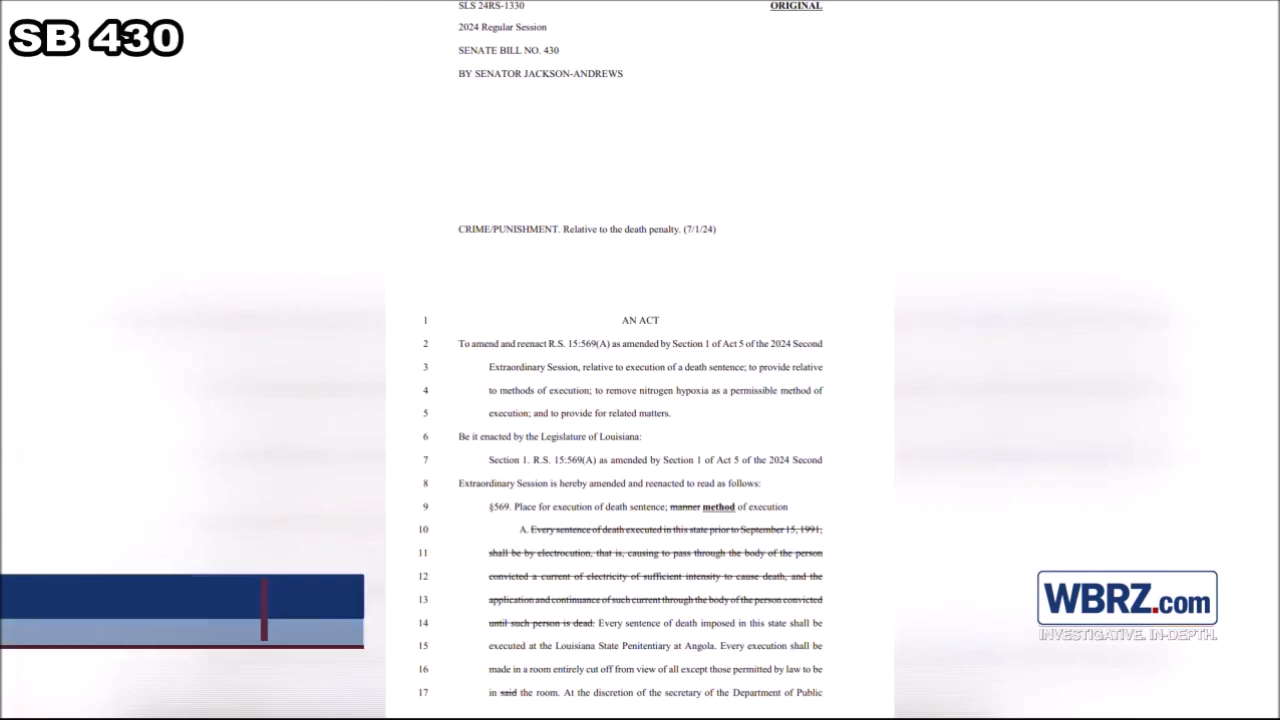 SB 430
SLS 24RS-1330 ORIGINAL
2024 Regular Session
SENATE BILL NO. 430
BY SENATOR JACKSON-ANDREWS
CRIME/PUNISHMENT. Relative to the death penalty. (7/1/24)
1 AN ACT
2 To amend and reenact R.S. 15:569(A) as amended by Section 1 of Act 5 of the 2024 Second
3 Extraordinary Session, relative to execution of a death sentence; to provide relative
4 to methods of execution; to remove nitrogen hypoxia as a permissible method of
5 execution; and to provide for related matters.
6 Be it enacted by the Legislature of Louisiana:
7 Section 1. R.S. 15:569(A) as amended by Section 1 of Act 5 of the 2024 Second
8 Extraordinary Session is hereby amended and reenacted to read as follows:
9 §569. Place for execution of death sentence; manner method of execution
10 A. Every sentence of death executed in this state prior to September 15, 1991,
11 shall be by electrocution, that is, causing to pass through the body of the person
12 convicted a current of electricity of sufficient intensity to cause death, and the
13 application and continuance of such current through the body of the person convicted
14 until such person is dead. Every sentence of death imposed in this state shall be
15 executed at the Louisiana State Penitentiary at Angola. Every execution shall be
16 made in a room entirely cut off from view of all except those permitted by law to be
17 in said the room. At the discretion of the secretary of the Department of Public
WBRZ.com
INVESTIGATIVE. IN-DEPTH.